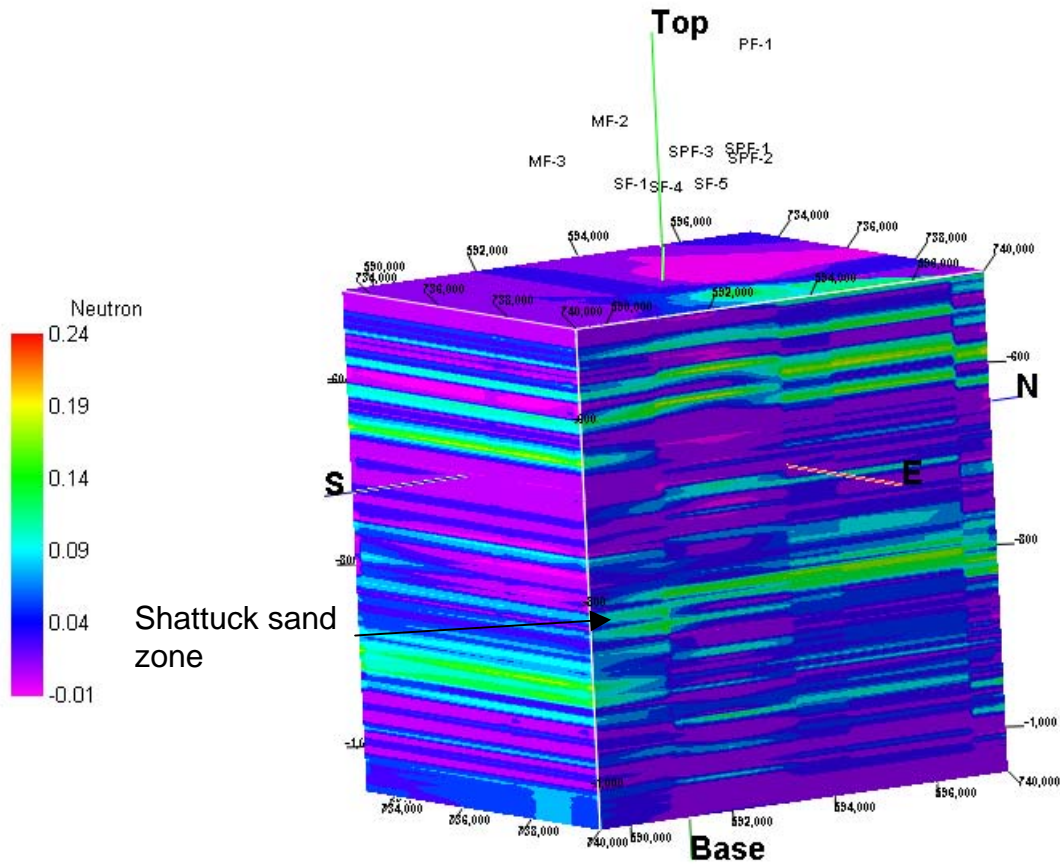 Top
PF-1
MF-2
MF-3
SPF-3
SPF-1
SPF-2
SF-1
SF-4
SF-5
596,000
734,000
594,000
736,000
592,000
738,000
590,000
740,000
734,000
596,000
736,000
594,000
738,000
592,000
740,000
590,000
Neutron
0.24
0.19
0.14
0.09
0.04
-0.01
-600
N
S
E
-800
Shattuck sand
zone
-1,000
734,000
736,000
738,000
740,000
590,000
592,000
594,000
596,000
740,000
Base